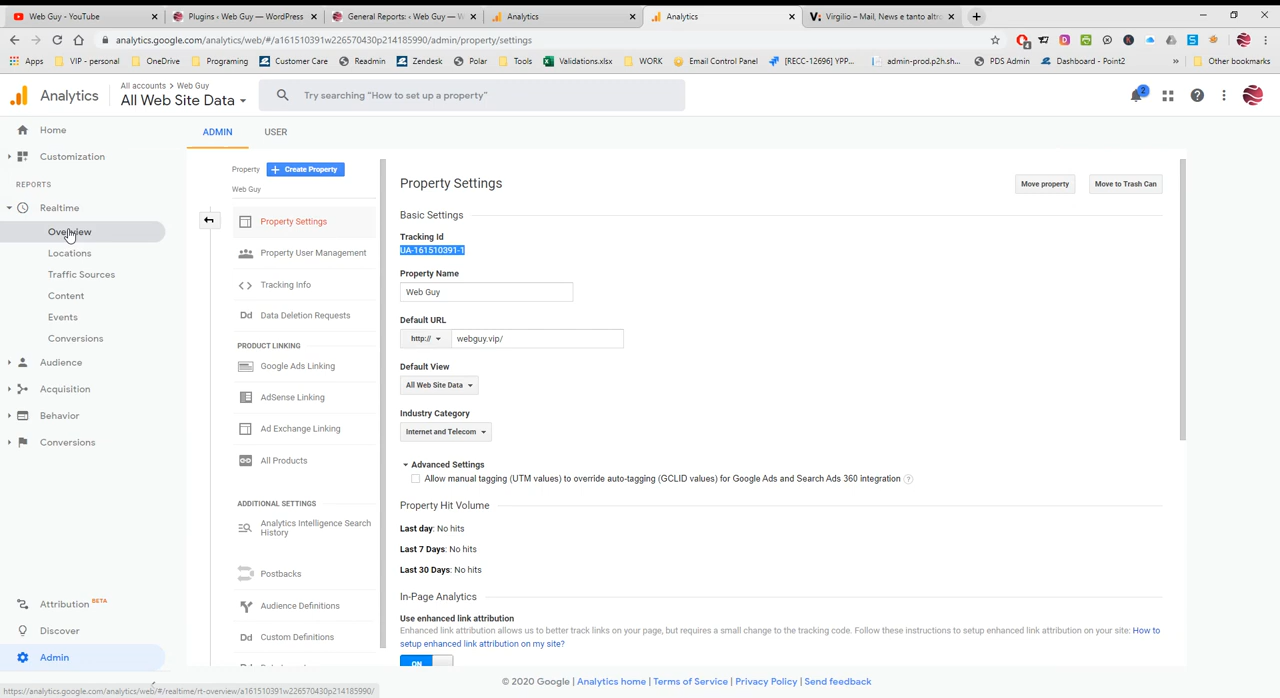 Web Guy - YouTube
Plugins ‹ Web Guy — WordPress
General Reports: ‹ Web Guy — W
Analytics
Analytics
Virgilio – Mail, News e tanto altro
analytics.google.com/analytics/web/#/a161510391w226570430p214185990/admin/property/settings
Apps
VIP - personal
OneDrive
Programing
Customer Care
Readmin
Zendesk
Polar
Tools
Validations.xlsx
WORK
Email Control Panel
[RECC-12696] YPP...
admin-prod.p2h.sh...
PDS Admin
Dashboard - Point2
»
Other bookmarks
Analytics
All accounts > Web Guy
All Web Site Data
Try searching "How to set up a property"
2
Home
Customization
REPORTS
Realtime
Overview
Locations
Traffic Sources
Content
Events
Conversions
Audience
Acquisition
Behavior
Conversions
Attribution BETA
Discover
Admin
https://analytics.google.com/analytics/web/#/realtime/rt-overview/a161510391w226570430p214185990/
ADMIN
USER
Property
Create Property
Web Guy
Property Settings
Property User Management
Tracking Info
Dd Data Deletion Requests
PRODUCT LINKING
Google Ads Linking
AdSense Linking
Ad Exchange Linking
All Products
ADDITIONAL SETTINGS
Analytics Intelligence Search
History
Postbacks
Audience Definitions
Dd Custom Definitions
Property Settings
Move property
Move to Trash Can
Basic Settings
Tracking Id
UA-161510391-1
Property Name
Web Guy
Default URL
http://
webguy.vip/
Default View
All Web Site Data
Industry Category
Internet and Telecom
Advanced Settings
Allow manual tagging (UTM values) to override auto-tagging (GCLID values) for Google Ads and Search Ads 360 integration
Property Hit Volume
Last day: No hits
Last 7 Days: No hits
Last 30 Days: No hits
In-Page Analytics
Use enhanced link attribution
Enhanced link attribution allows us to better track links on your page, but requires a small change to the tracking code. Follow these instructions to setup enhanced link attribution on your site: How to
setup enhanced link attribution on my site?
ON
© 2020 Google | Analytics home | Terms of Service | Privacy Policy | Send feedback